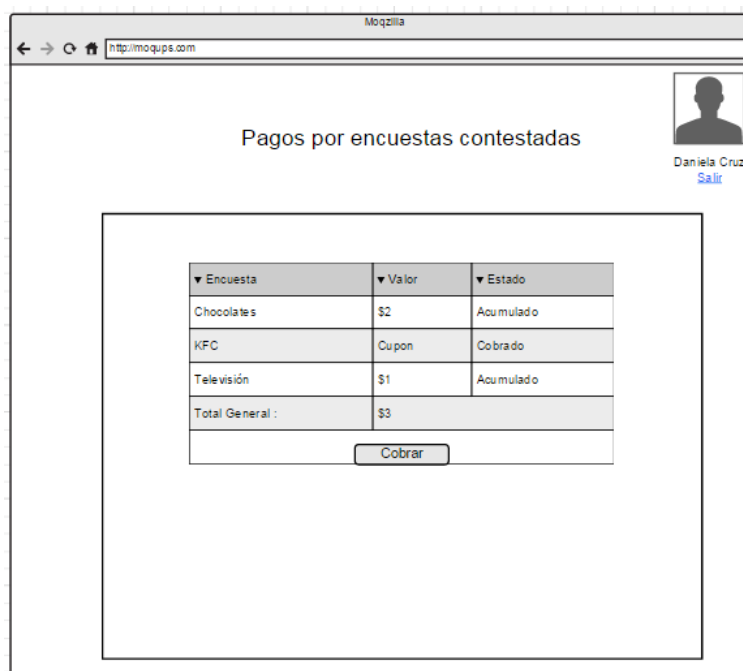 Moqzilla
http://moqups.com
Pagos por encuestas contestadas
Daniela Cruz
Salir
▼ Encuesta ▼ Valor ▼ Estado
Chocolates $2 Acumulado
KFC Cupon Cobrado
Televisión $1 Acumulado
Total General : $3
Cobrar